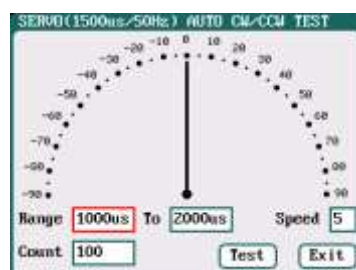 SERVO(1500us/50Hz) AUTO CW/CCW TEST
-90 -80 -70 -60 -50 -40 -30 -20 -10 0 10 20 30 40 50 60 70 80 90
Range 1000us To 2000us Speed 5
Count 100 Test Exit